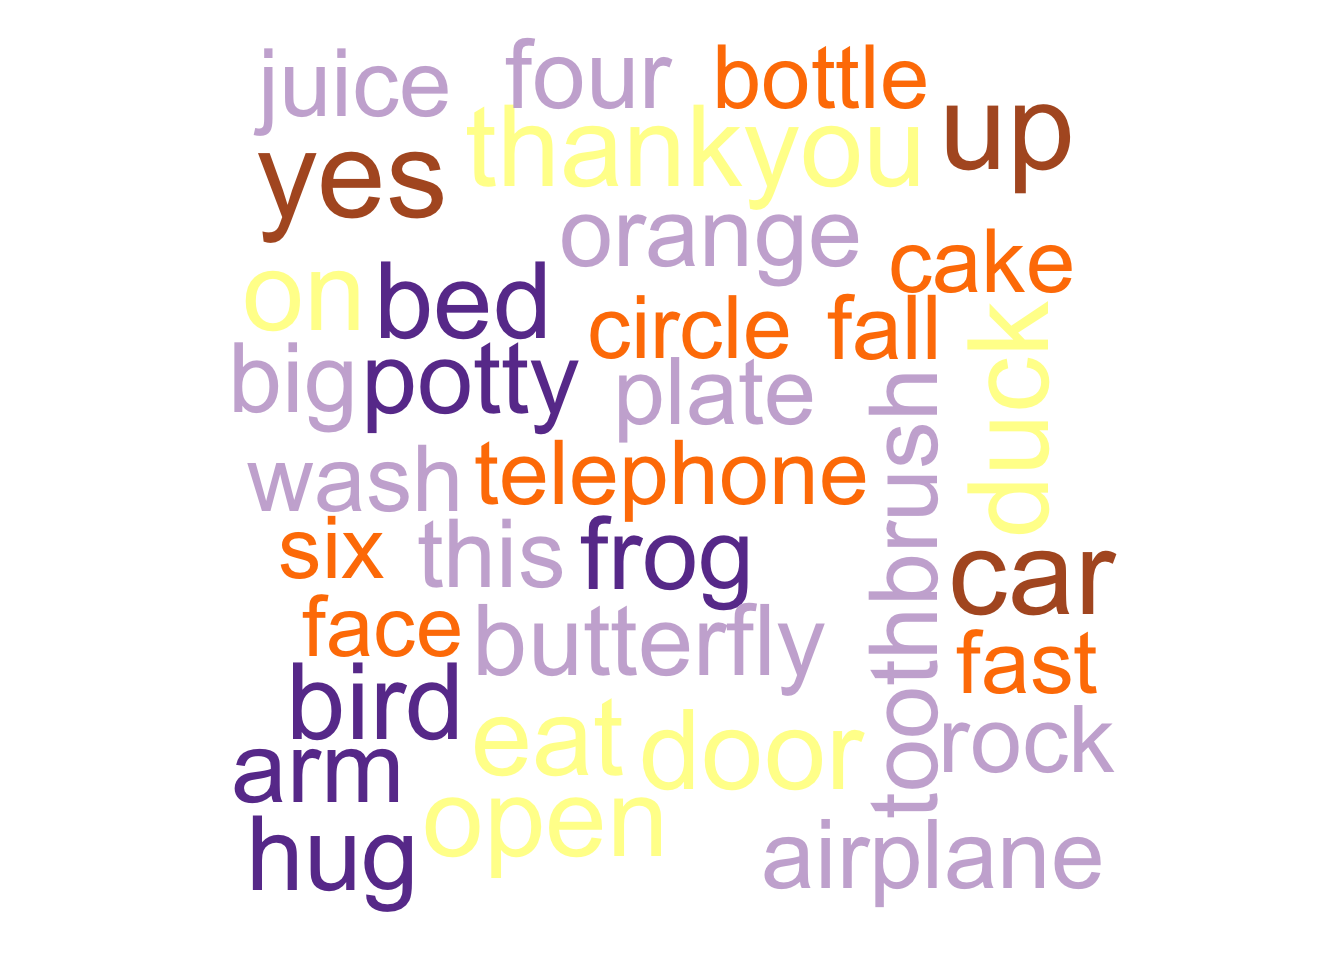 juice four bottle
yes thankyou up
orange
on bed cake
circle fall duck
big potty plate
wash telephone toothbrush
six this frog car
face butterfly fast
bird
arm eat door rock
hug open airplane